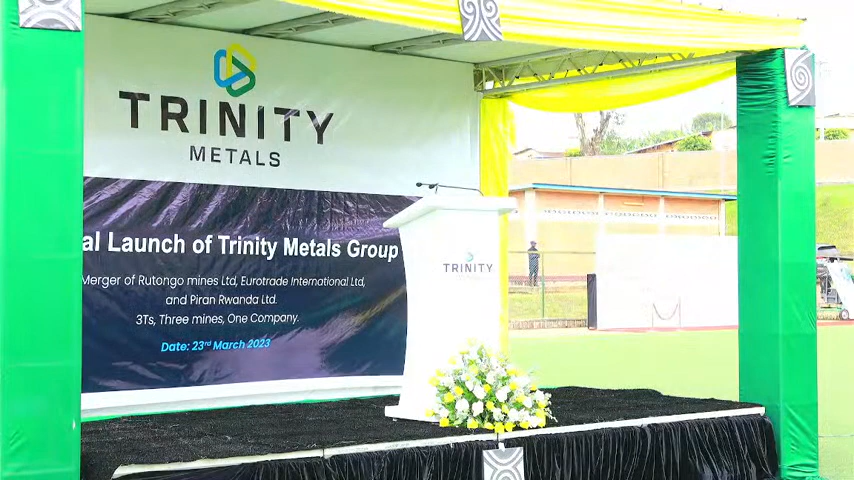 TRINITY
METALS
al Launch of Trinity Metals Group
Merger of Rutongo mines Ltd, Eurotrade International Ltd,
and Piran Rwanda Ltd.
3Ts, Three mines, One Company.
Date: 23rd March 2023
TRINITY